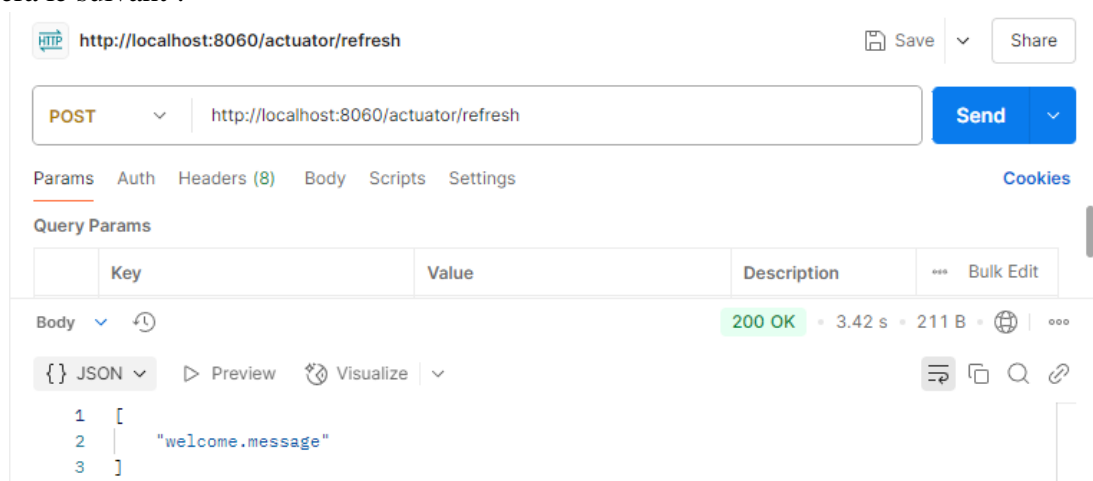 era le suivant :
HTTP http://localhost:8060/actuator/refresh Save Share
POST http://localhost:8060/actuator/refresh Send
Params Auth Headers (8) Body Scripts Settings Cookies
Query Params
Key Value Description Bulk Edit
Body 200 OK 3.42 s 211 B
{} JSON Preview Visualize
1 [
2 "welcome.message"
3 ]